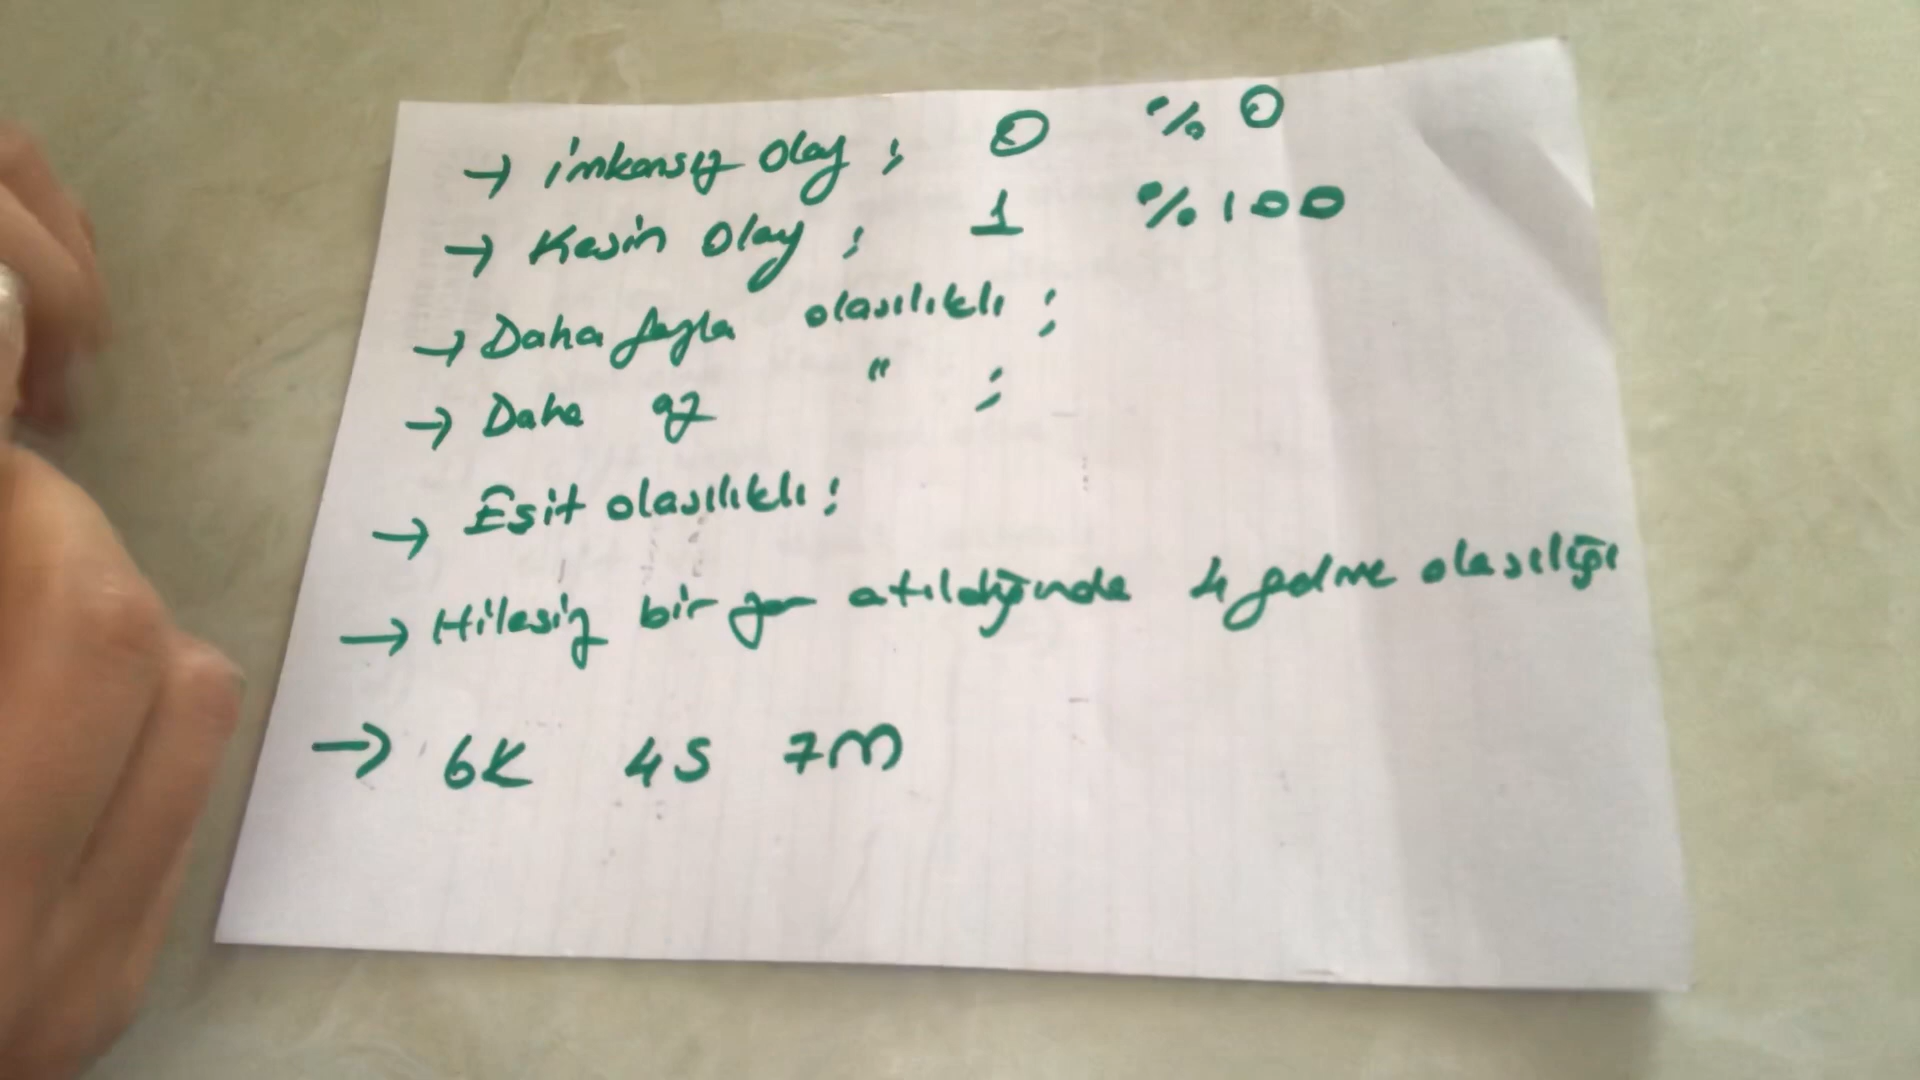 → imkansız olay ; 0 % 0
→ Kesin olay ; 1 % 100
→ Daha fazla olasılıklı ;
→ Daha az " ;
→ Eşit olasılıklı ;
→ Hilesiz bir zar atıldığında 4 gelme olasılığı
→ 6K 4S 7M